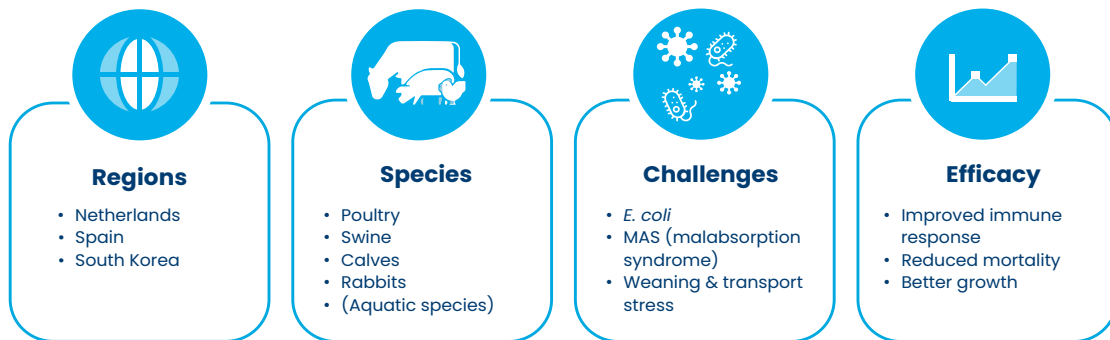 Regions
• Netherlands
• Spain
• South Korea
Species
• Poultry
• Swine
• Calves
• Rabbits
• (Aquatic species)
Challenges
• E. coli
• MAS (malabsorption
syndrome)
• Weaning & transport
stress
Efficacy
• Improved immune
response
• Reduced mortality
• Better growth